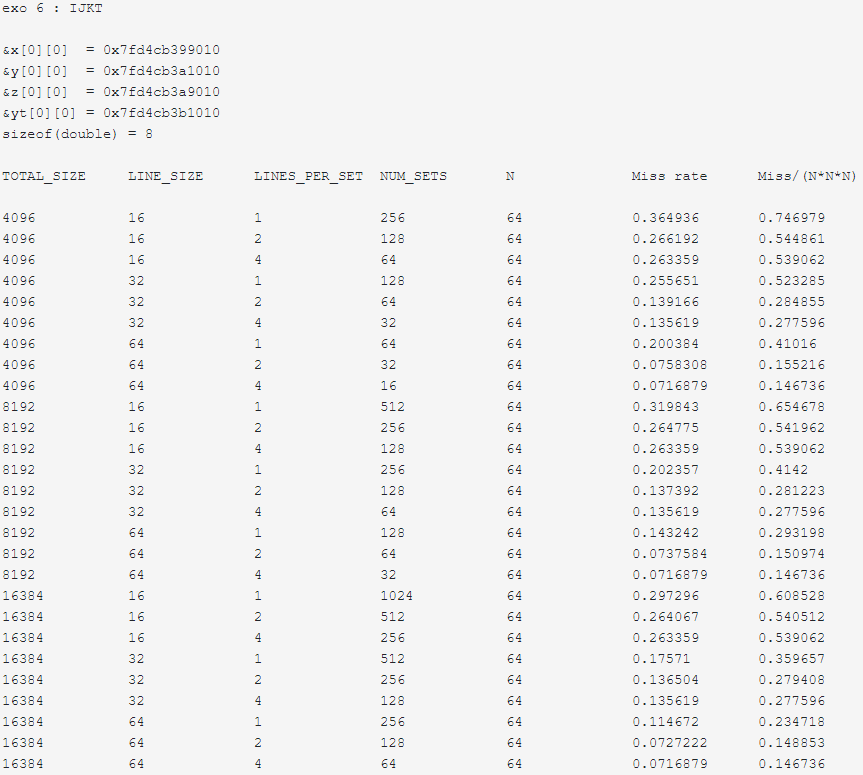 exo 6 : IJKT
&x[0][0] = 0x7fd4cb399010
&y[0][0] = 0x7fd4cb3a1010
&z[0][0] = 0x7fd4cb3a9010
&yt[0][0] = 0x7fd4cb3b1010
sizeof(double) = 8
TOTAL_SIZE LINE_SIZE LINES_PER_SET NUM_SETS N Miss rate Miss/(N*N*N)
4096 16 1 256 64 0.364936 0.746979
4096 16 2 128 64 0.266192 0.544861
4096 16 4 64 64 0.263359 0.539062
4096 32 1 128 64 0.255651 0.523285
4096 32 2 64 64 0.139166 0.284855
4096 32 4 32 64 0.135619 0.277596
4096 64 1 64 64 0.200384 0.41016
4096 64 2 32 64 0.0758308 0.155216
4096 64 4 16 64 0.0716879 0.146736
8192 16 1 512 64 0.319843 0.654678
8192 16 2 256 64 0.264775 0.541962
8192 16 4 128 64 0.263359 0.539062
8192 32 1 256 64 0.202357 0.4142
8192 32 2 128 64 0.137392 0.281223
8192 32 4 64 64 0.135619 0.277596
8192 64 1 128 64 0.143242 0.293198
8192 64 2 64 64 0.0737584 0.150974
8192 64 4 32 64 0.0716879 0.146736
16384 16 1 1024 64 0.297296 0.608528
16384 16 2 512 64 0.264067 0.540512
16384 16 4 256 64 0.263359 0.539062
16384 32 1 512 64 0.17571 0.359657
16384 32 2 256 64 0.136504 0.279408
16384 32 4 128 64 0.135619 0.277596
16384 64 1 256 64 0.114672 0.234718
16384 64 2 128 64 0.0727222 0.148853
16384 64 4 64 64 0.0716879 0.146736